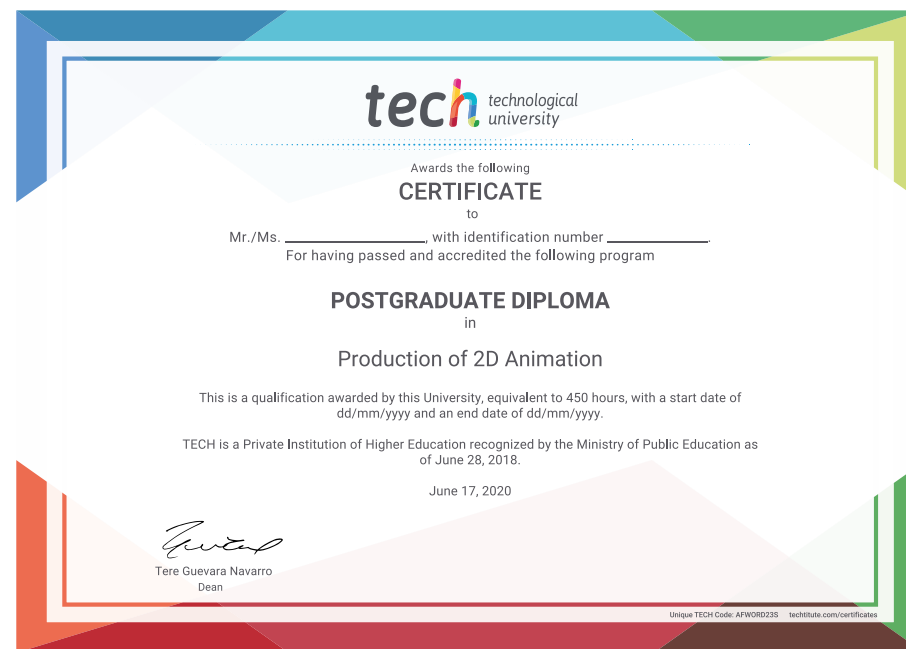 tech technological
university
Awards the following
CERTIFICATE
to
Mr./Ms. ____________________, with identification number ______________.
For having passed and accredited the following program
POSTGRADUATE DIPLOMA
in
Production of 2D Animation
This is a qualification awarded by this University, equivalent to 450 hours, with a start date of
dd/mm/yyyy and an end date of dd/mm/yyyy.
TECH is a Private Institution of Higher Education recognized by the Ministry of Public Education as
of June 28, 2018.
June 17, 2020
Tere Guevara Navarro
Dean
Unique TECH Code: AFWORD23S techtitute.com/certificates